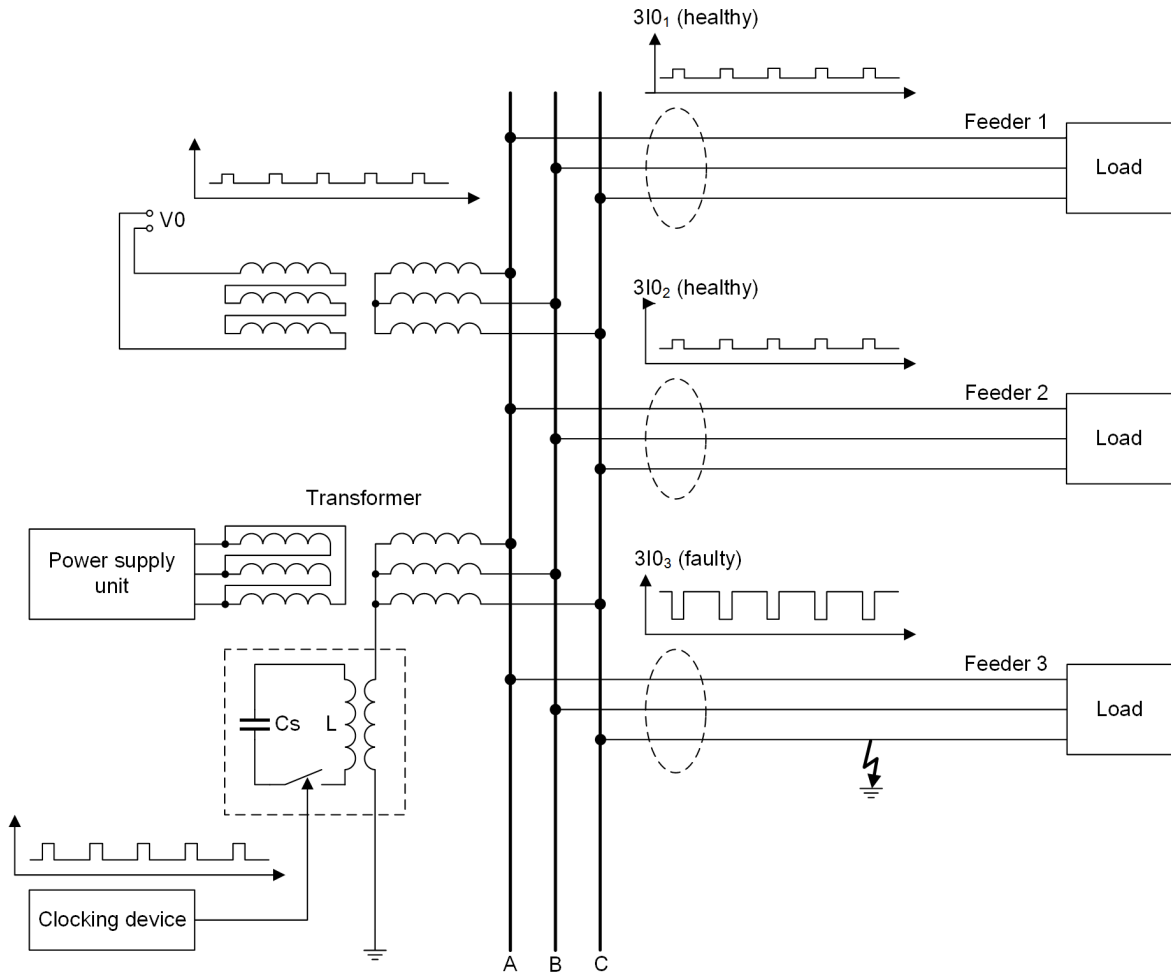 3I0₁ (healthy)
Feeder 1
Load
V0
3I0₂ (healthy)
Feeder 2
Load
Transformer
Power supply
unit
3I0₃ (faulty)
Feeder 3
Load
Cs
L
Clocking device
A
B
C